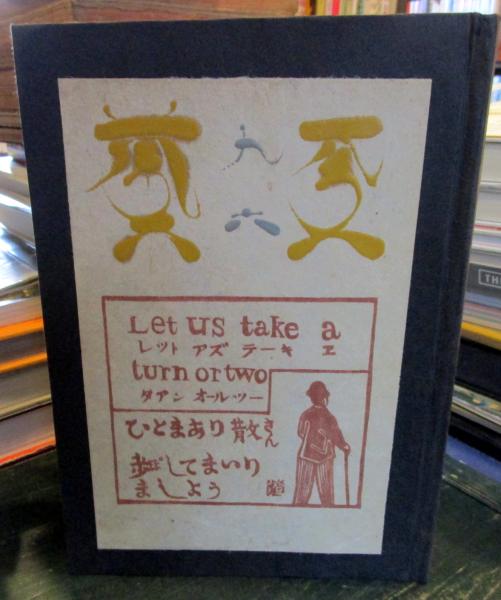 Let us take a
レツト アズ テーキ ヱ
turn or two
タアン オールツー
ひとまあり散さん
歩してまいり
ましよう